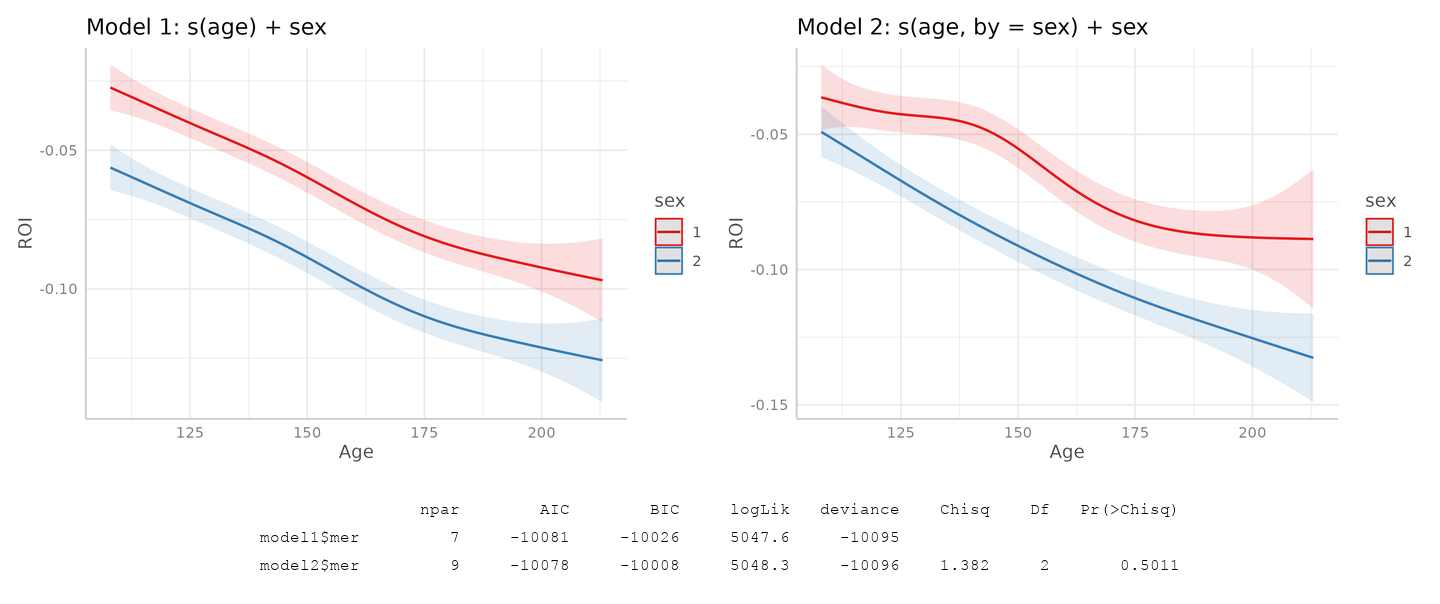 Model 1: s(age) + sex
-0.05
-0.10
ROI
125 150 175 200
Age
sex
1
2
Model 2: s(age, by = sex) + sex
-0.05
-0.10
-0.15
ROI
125 150 175 200
Age
sex
1
2
npar AIC BIC logLik deviance Chisq Df Pr(>Chisq)
model1$mer 7 -10081 -10026 5047.6 -10095
model2$mer 9 -10078 -10008 5048.3 -10096 1.382 2 0.5011